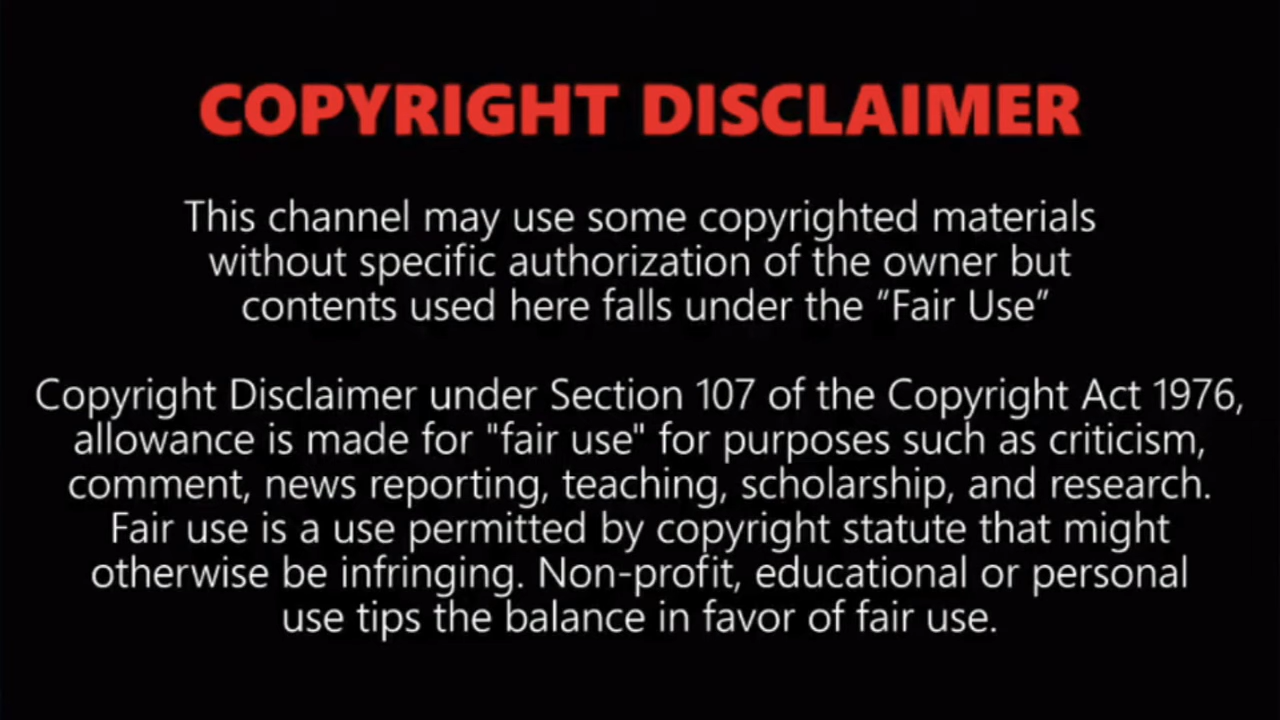 COPYRIGHT DISCLAIMER
This channel may use some copyrighted materials
without specific authorization of the owner but
contents used here falls under the “Fair Use”
Copyright Disclaimer under Section 107 of the Copyright Act 1976,
allowance is made for "fair use" for purposes such as criticism,
comment, news reporting, teaching, scholarship, and research.
Fair use is a use permitted by copyright statute that might
otherwise be infringing. Non-profit, educational or personal
use tips the balance in favor of fair use.